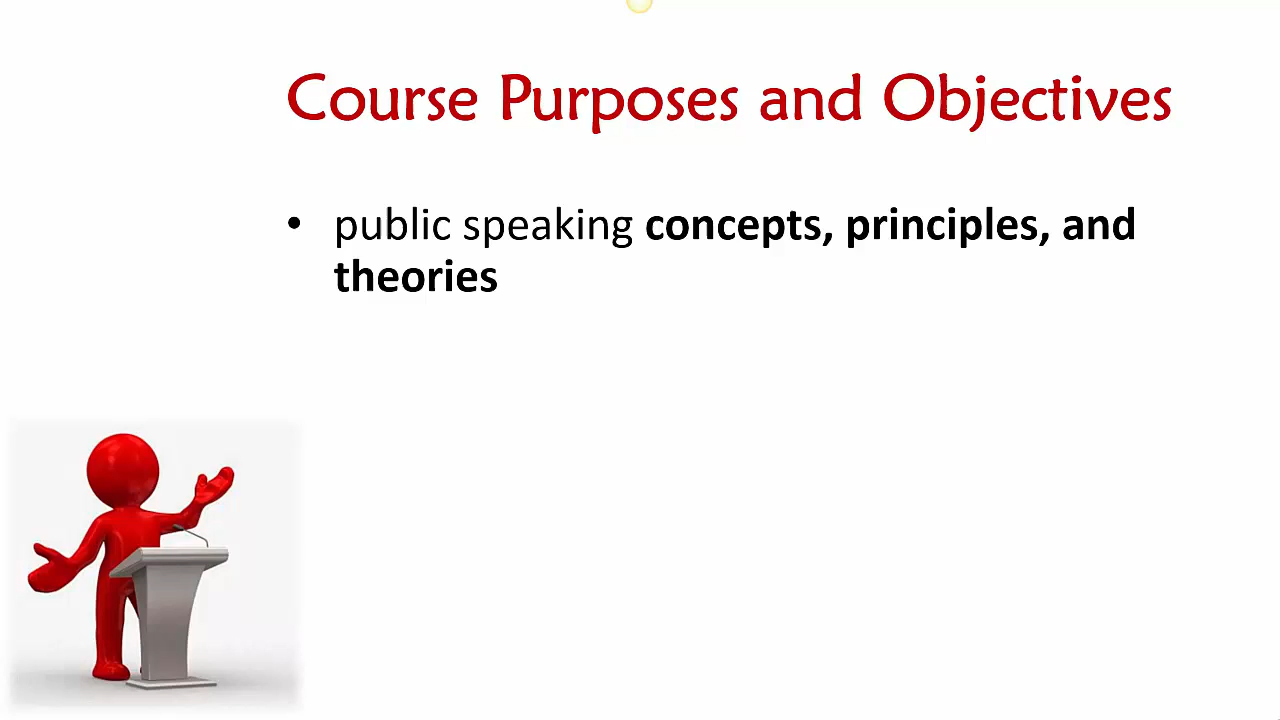 Course Purposes and Objectives
• public speaking concepts, principles, and
theories